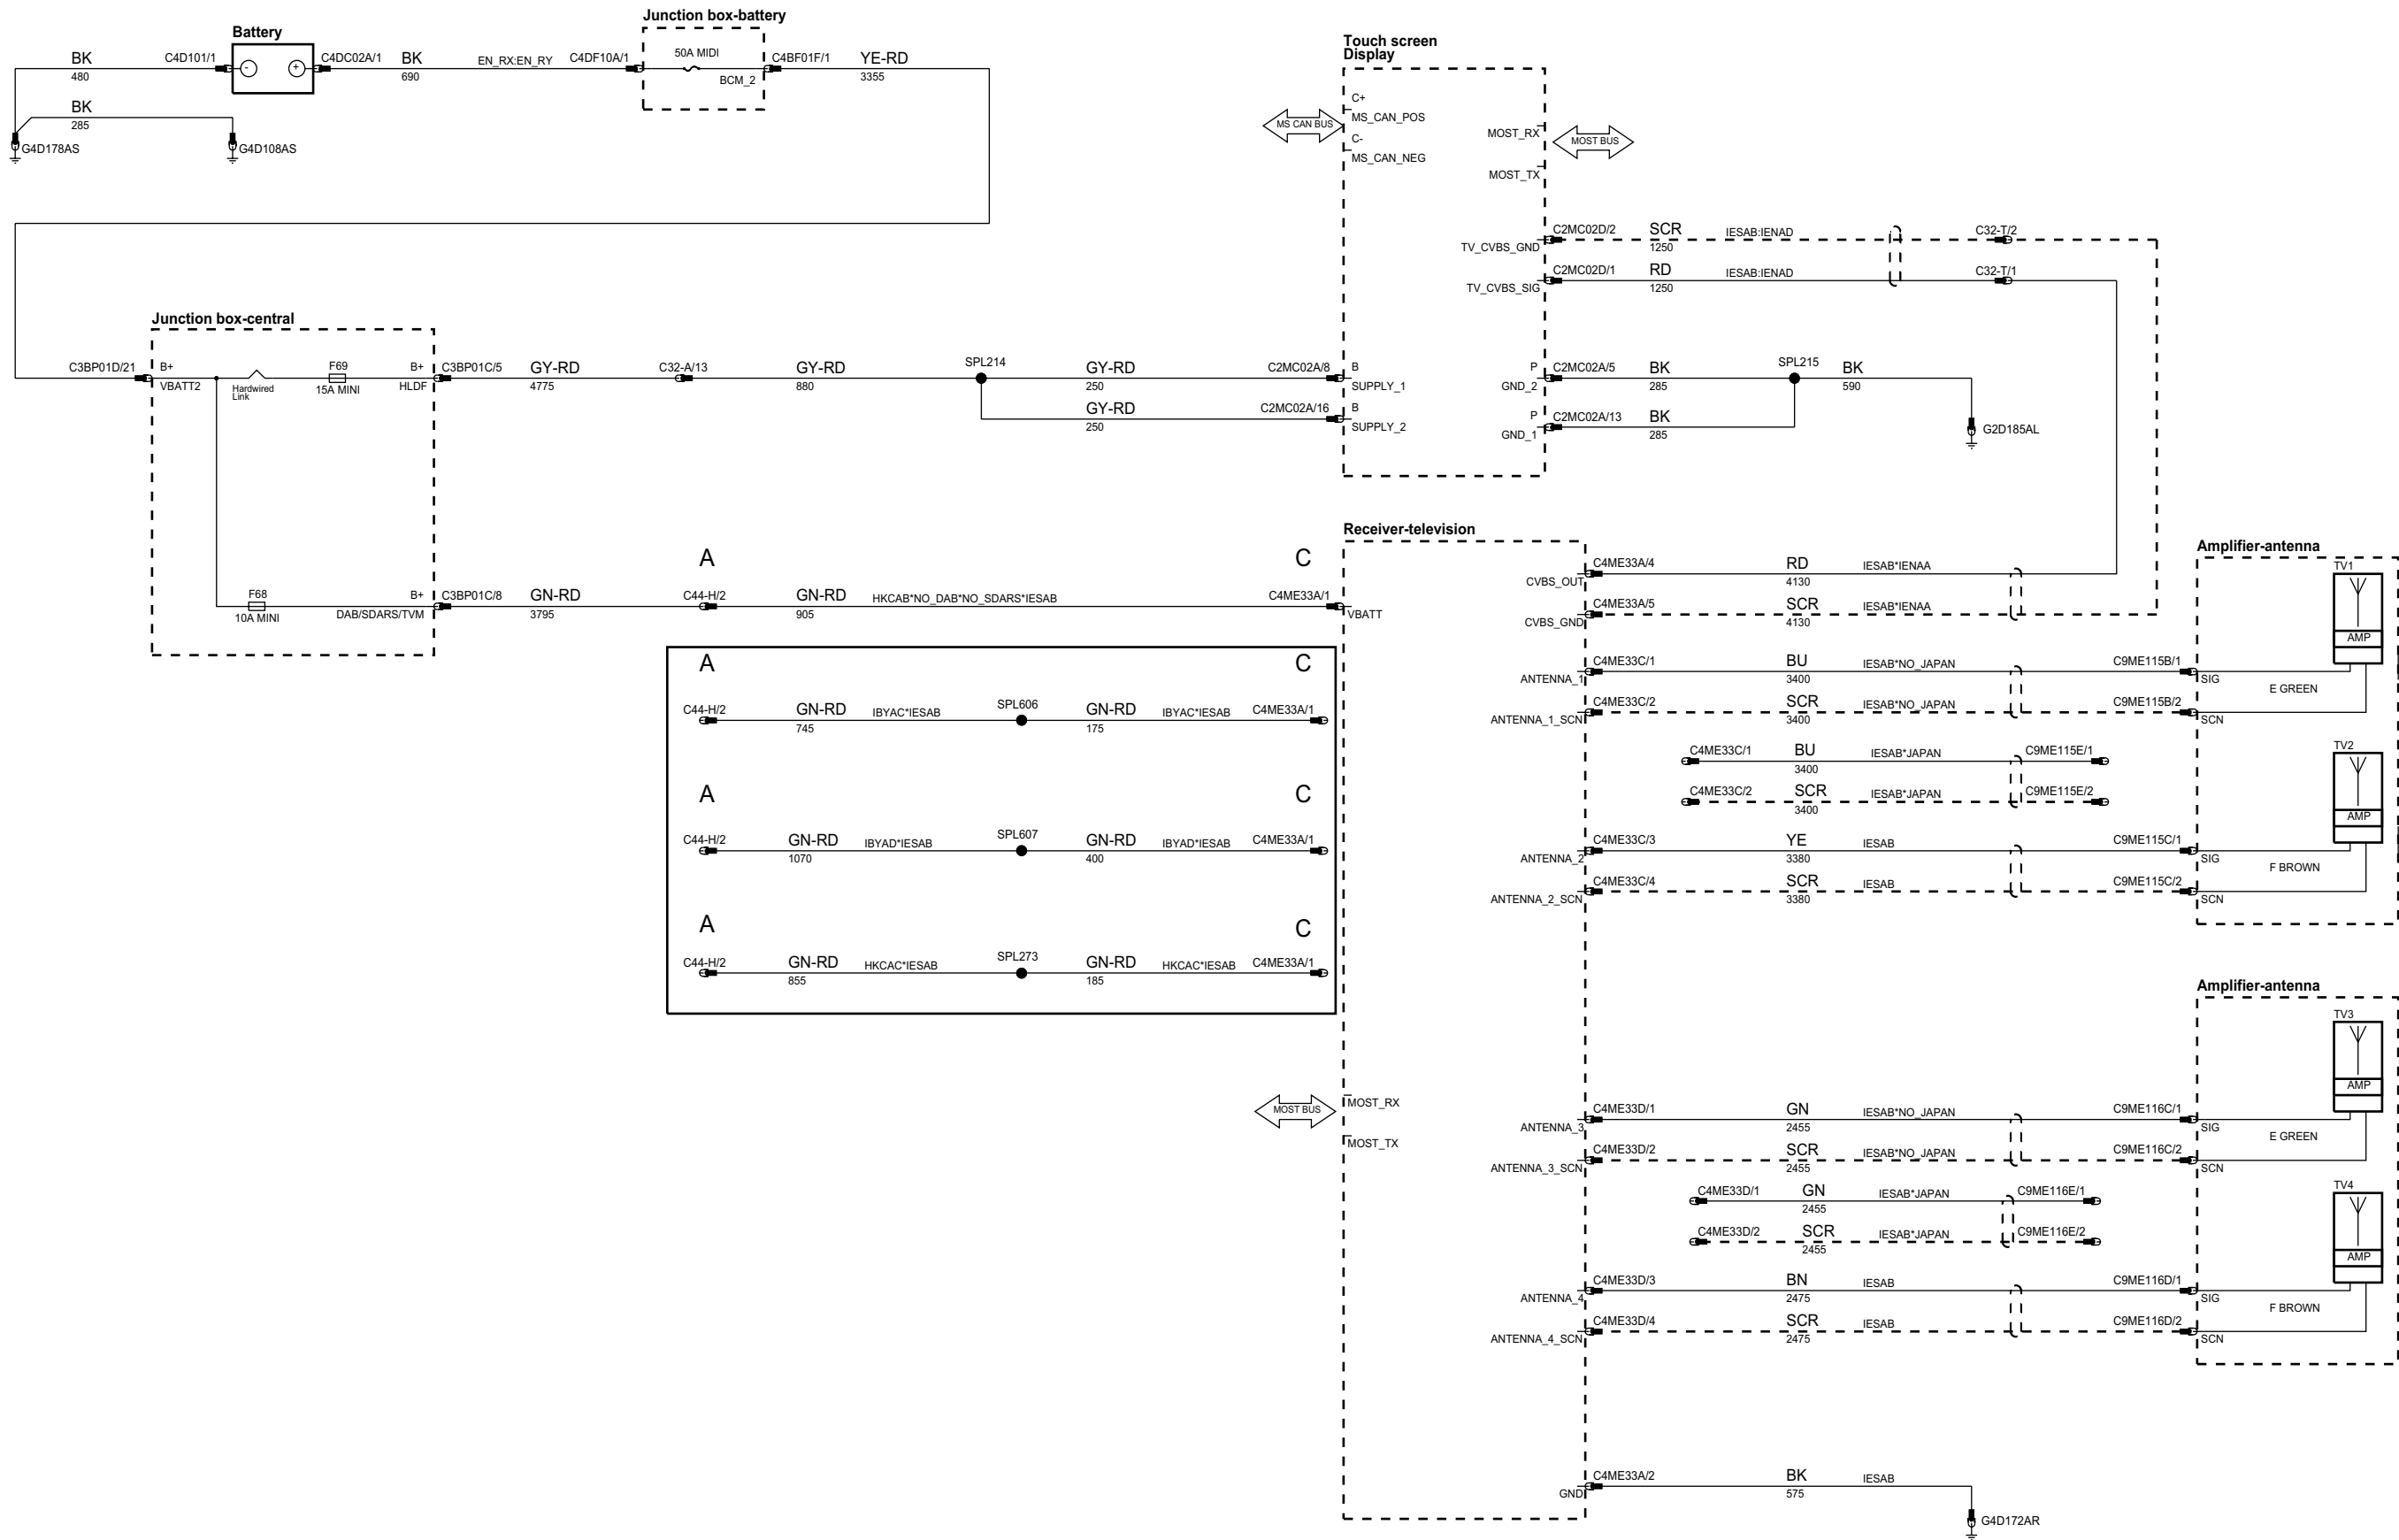 Junction box-battery
Battery
BK
480
C4D101/1
-
+
C4DC02A/1
BK
690
EN_RX:EN_RY
C4DF10A/1
50A MIDI
BCM_2
C4BF01F/1
YE-RD
3355
BK
285
G4D178AS
G4D108AS
Touch screen
Display
MS CAN BUS
C+
MS_CAN_POS
C-
MS_CAN_NEG
MOST_RX
MOST_TX
MOST BUS
TV_CVBS_GND
C2MC02D/2
SCR
1250
IESAB:IENAD
C32-T/2
TV_CVBS_SIG
C2MC02D/1
RD
1250
IESAB:IENAD
C32-T/1
Junction box-central
C3BP01D/21
B+
VBATT2
Hardwired
Link
F69
15A MINI
B+
HLDF
C3BP01C/5
GY-RD
4775
C32-A/13
GY-RD
880
SPL214
GY-RD
250
C2MC02A/8
B
SUPPLY_1
GY-RD
250
C2MC02A/16
B
SUPPLY_2
P
GND_2
C2MC02A/5
BK
285
SPL215
BK
590
P
GND_1
C2MC02A/13
BK
285
G2D185AL
F68
10A MINI
B+
DAB/SDARS/TVM
C3BP01C/8
GN-RD
3795
A
C
C44-H/2
GN-RD
905
HKCAB*NO_DAB*NO_SDARS*IESAB
C4ME33A/1
VBATT
A
C
C44-H/2
GN-RD
745
IBYAC*IESAB
SPL606
GN-RD
175
IBYAC*IESAB
C4ME33A/1
A
C
C44-H/2
GN-RD
1070
IBYAD*IESAB
SPL607
GN-RD
400
IBYAD*IESAB
C4ME33A/1
A
C
C44-H/2
GN-RD
855
HKCAC*IESAB
SPL273
GN-RD
185
HKCAC*IESAB
C4ME33A/1
Receiver-television
MOST BUS
MOST_RX
MOST_TX
CVBS_OUT
C4ME33A/4
RD
4130
IESAB*IENAA
CVBS_GND
C4ME33A/5
SCR
4130
IESAB*IENAA
ANTENNA_1
C4ME33C/1
BU
3400
IESAB*NO_JAPAN
C9ME115B/1
SIG
ANTENNA_1_SCN
C4ME33C/2
SCR
3400
IESAB*NO_JAPAN
C9ME115B/2
SCN
C4ME33C/1
BU
3400
IESAB*JAPAN
C9ME115E/1
C4ME33C/2
SCR
3400
IESAB*JAPAN
C9ME115E/2
ANTENNA_2
C4ME33C/3
YE
3380
IESAB
C9ME115C/1
SIG
ANTENNA_2_SCN
C4ME33C/4
SCR
3380
IESAB
C9ME115C/2
SCN
Amplifier-antenna
TV1
AMP
E GREEN
TV2
AMP
F BROWN
ANTENNA_3
C4ME33D/1
GN
2455
IESAB*NO_JAPAN
C9ME116C/1
SIG
ANTENNA_3_SCN
C4ME33D/2
SCR
2455
IESAB*NO_JAPAN
C9ME116C/2
SCN
C4ME33D/1
GN
2455
IESAB*JAPAN
C9ME116E/1
C4ME33D/2
SCR
2455
IESAB*JAPAN
C9ME116E/2
ANTENNA_4
C4ME33D/3
BN
2475
IESAB
C9ME116D/1
SIG
ANTENNA_4_SCN
C4ME33D/4
SCR
2475
IESAB
C9ME116D/2
SCN
Amplifier-antenna
TV3
AMP
E GREEN
TV4
AMP
F BROWN
GND
C4ME33A/2
BK
575
IESAB
G4D172AR